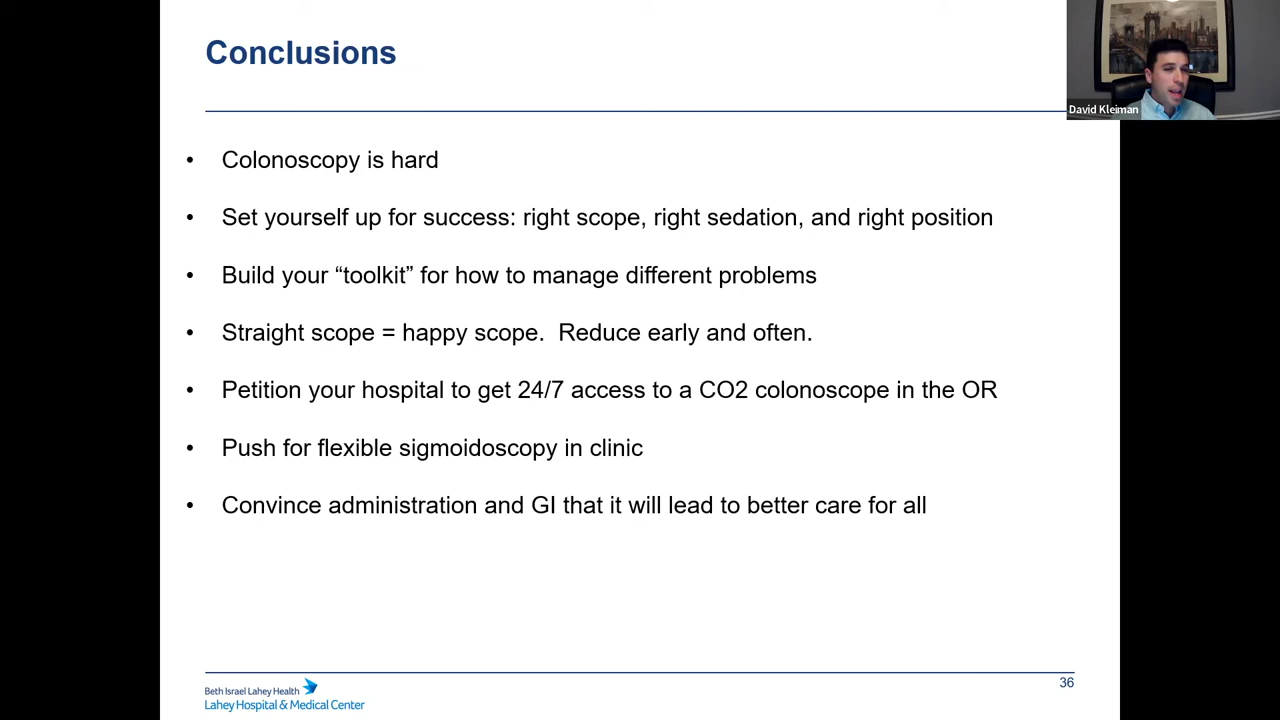 Conclusions
David Kleiman
• Colonoscopy is hard
• Set yourself up for success: right scope, right sedation, and right position
• Build your “toolkit” for how to manage different problems
• Straight scope = happy scope.  Reduce early and often.
• Petition your hospital to get 24/7 access to a CO2 colonoscope in the OR
• Push for flexible sigmoidoscopy in clinic
• Convince administration and GI that it will lead to better care for all
36
Beth Israel Lahey Health
Lahey Hospital & Medical Center